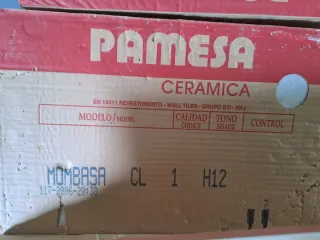 PAMESA
CERAMICA
EN 14411 REVESTIMIENTO - WALL TILES - GRUPO BIII - (GL)
MODELO/MODEL CALIDAD CHOICE TONO SHADE CONTROL
MOMBASA CL 1 H12